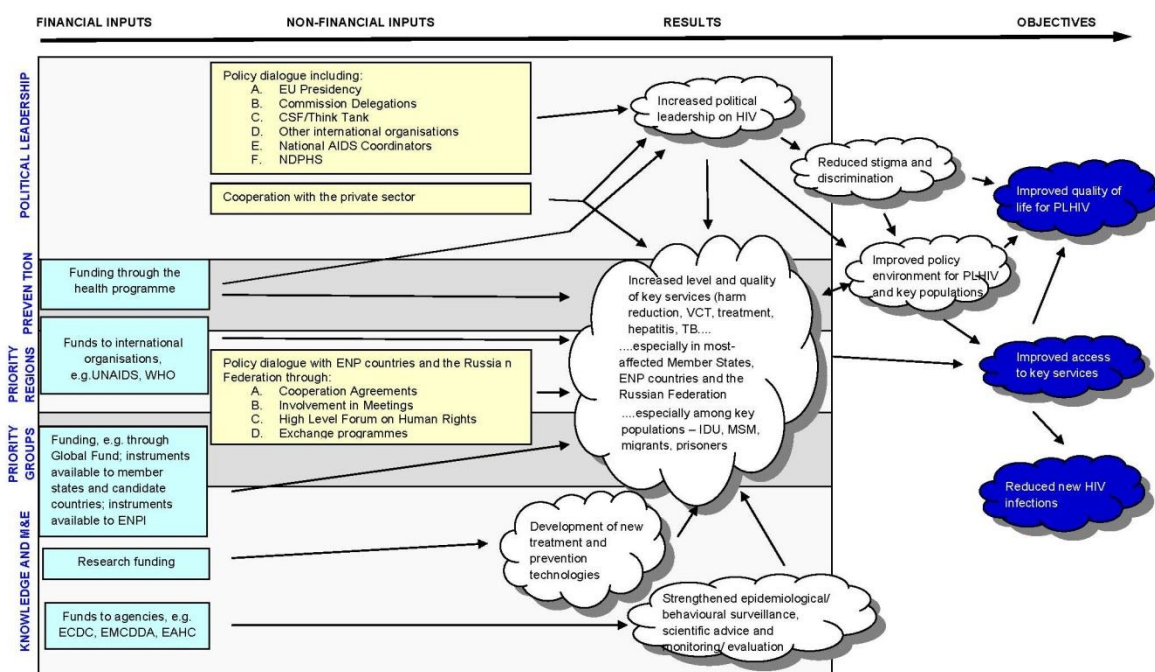 FINANCIAL INPUTS
NON-FINANCIAL INPUTS
RESULTS
OBJECTIVES
POLITICAL LEADERSHIP
Policy dialogue including:
A. EU Presidency
B. Commission Delegations
C. CSF/Think Tank
D. Other international organisations
E. National AIDS Coordinators
F. NDPHS
Cooperation with the private sector
Increased political
leadership on HIV
Reduced stigma and
discrimination
Improved quality of
life for PLHIV
PREVENTION
Funding through the
health programme
Increased level and quality
of key services (harm
reduction, VCT, treatment,
hepatitis, TB....
....especially in most-
affected Member States,
ENP countries and the
Russian Federation
....especially among key
populations – IDU, MSM,
migrants, prisoners
Improved policy
environment for PLHIV
and key populations
PRIORITY
REGIONS
Funds to international
organisations,
e.g.UNAIDS, WHO
Policy dialogue with ENP countries and the Russia n
Federation through:
A. Cooperation Agreements
B. Involvement in Meetings
C. High Level Forum on Human Rights
D. Exchange programmes
Improved access
to key services
PRIORITY
GROUPS
Funding, e.g. through
Global Fund; instruments
available to member
states and candidate
countries; instruments
available to ENPI
Reduced new HIV
infections
KNOWLEDGE AND M&E
Research funding
Development of new
treatment and
prevention
technologies
Funds to agencies, e.g.
ECDC, EMCDDA, EAHC
Strengthened epidemiological/
behavioural surveillance,
scientific advice and
monitoring/ evaluation